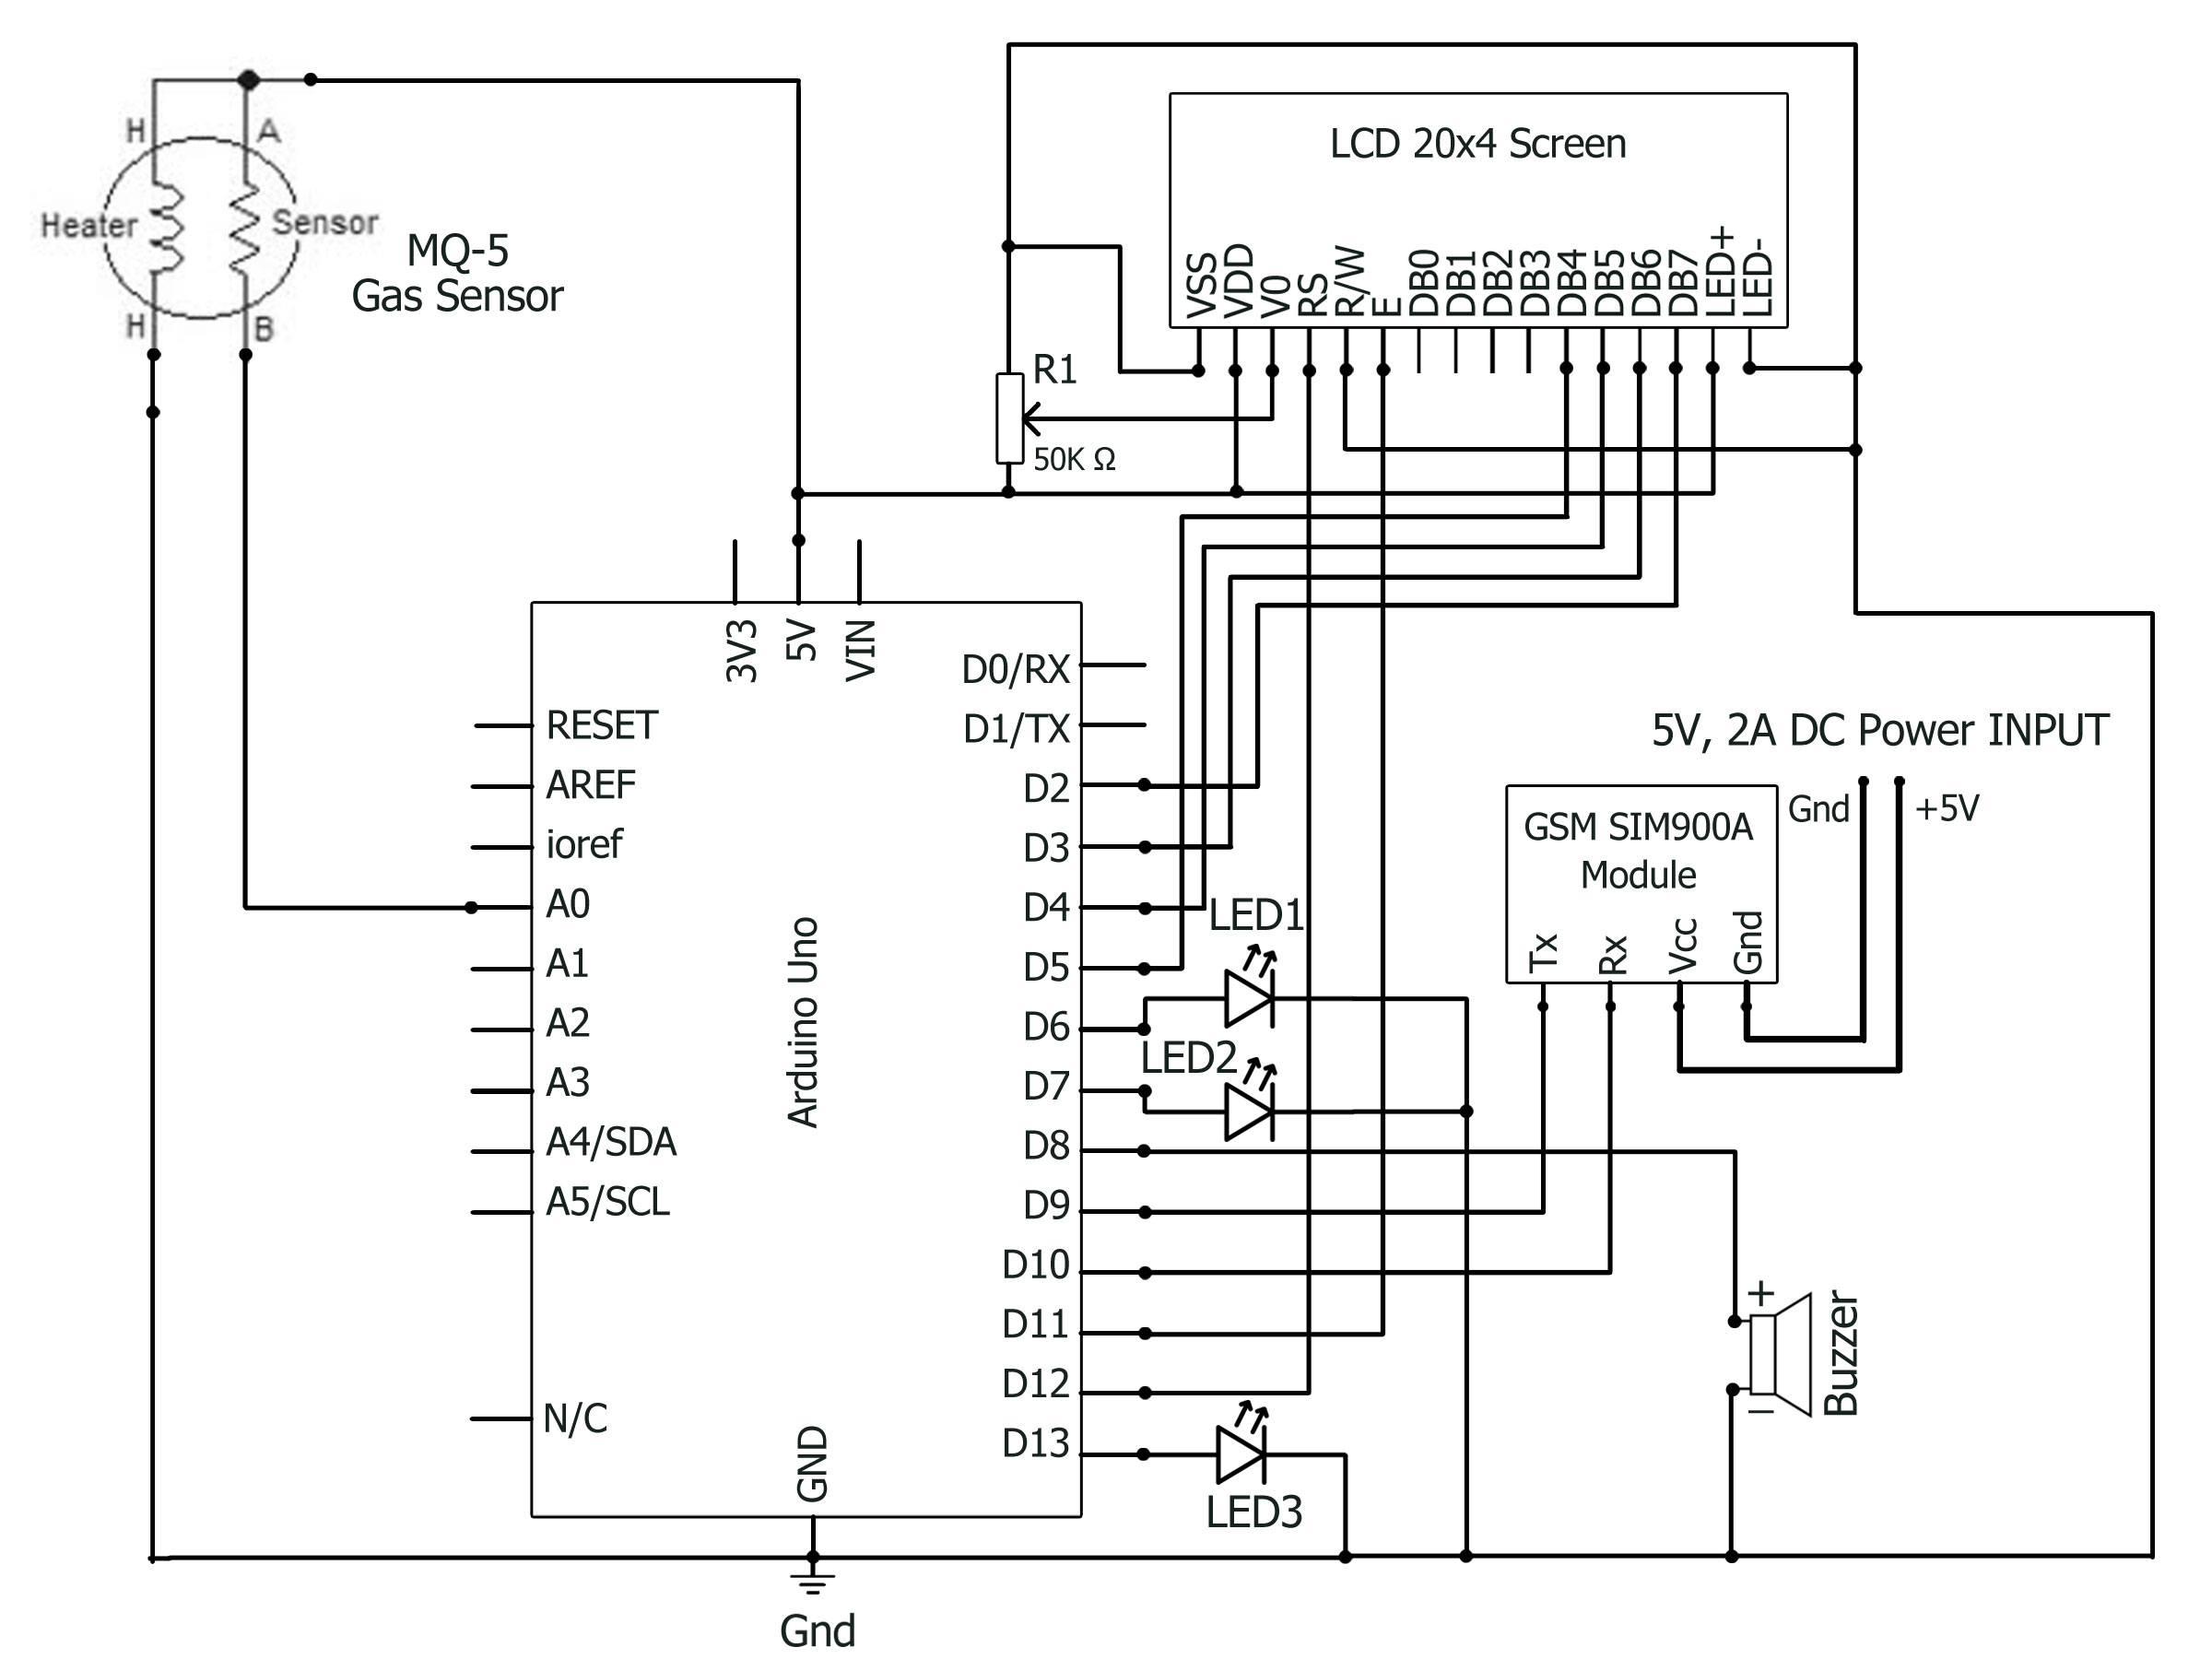 H
A
Heater
Sensor
H
B
MQ-5
Gas Sensor
LCD 20x4 Screen
VSS
VDD
V0
RS
R/W
E
DB0
DB1
DB2
DB3
DB4
DB5
DB6
DB7
LED+
LED-
R1
50K Ω
3V3
5V
VIN
RESET
AREF
ioref
A0
A1
A2
A3
A4/SDA
A5/SCL
N/C
Arduino Uno
GND
D0/RX
D1/TX
D2
D3
D4
D5
D6
D7
D8
D9
D10
D11
D12
D13
LED1
LED2
LED3
5V, 2A DC Power INPUT
Gnd
+5V
GSM SIM900A
Module
Tx
Rx
Vcc
Gnd
+
Buzzer
–
Gnd